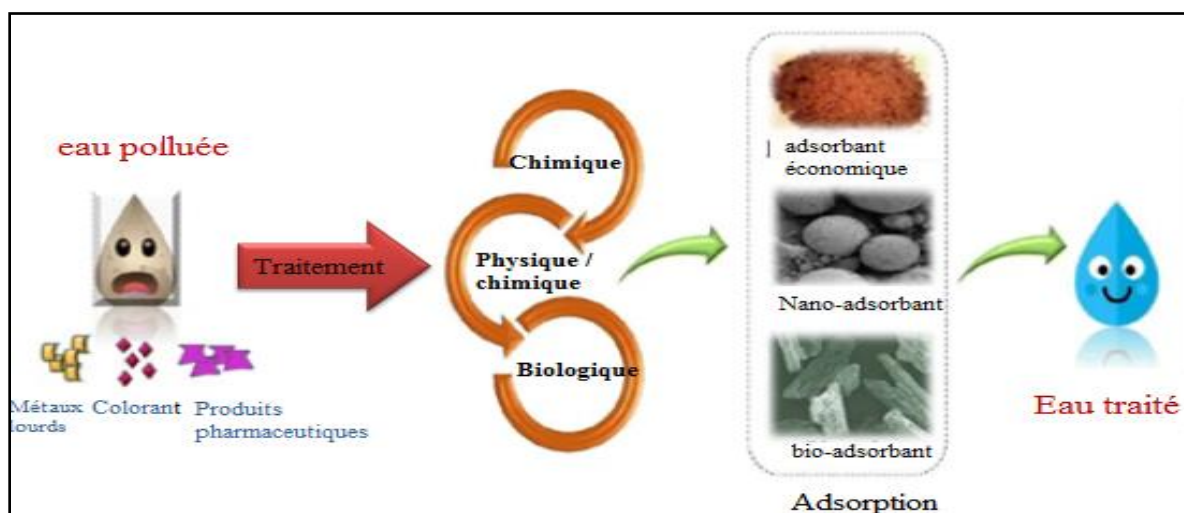 eau polluée
Métaux
lourds
Colorant
Produits
pharmaceutiques
Traitement
Chimique
Physique /
chimique
Biologique
adsorbant
économique
Nano-adsorbant
bio-adsorbant
Adsorption
Eau traité